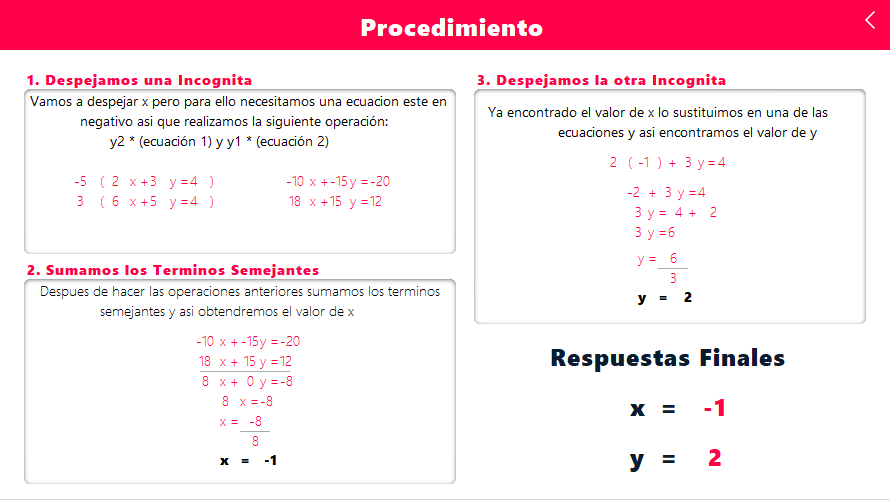 Procedimiento
1. Despejamos una Incognita
Vamos a despejar x pero para ello necesitamos una ecuacion este en
negativo asi que realizamos la siguiente operación:
y2 * (ecuación 1) y y1 * (ecuación 2)
-5 ( 2 x +3 y =4 ) -10 x +-15y =-20
3 ( 6 x +5 y =4 ) 18 x +15 y =12
2. Sumamos los Terminos Semejantes
Despues de hacer las operaciones anteriores sumamos los terminos
semejantes y asi obtendremos el valor de x
-10 x +-15y =-20
18 x + 15 y =12
8 x + 0 y =-8
8 x =-8
x = -8
8
x = -1
3. Despejamos la otra Incognita
Ya encontrado el valor de x lo sustituimos en una de las
ecuaciones y asi encontramos el valor de y
2 ( -1 ) + 3 y =4
-2 + 3 y =4
3 y = 4 + 2
3 y =6
y = 6
3
y = 2
Respuestas Finales
x = -1
y = 2